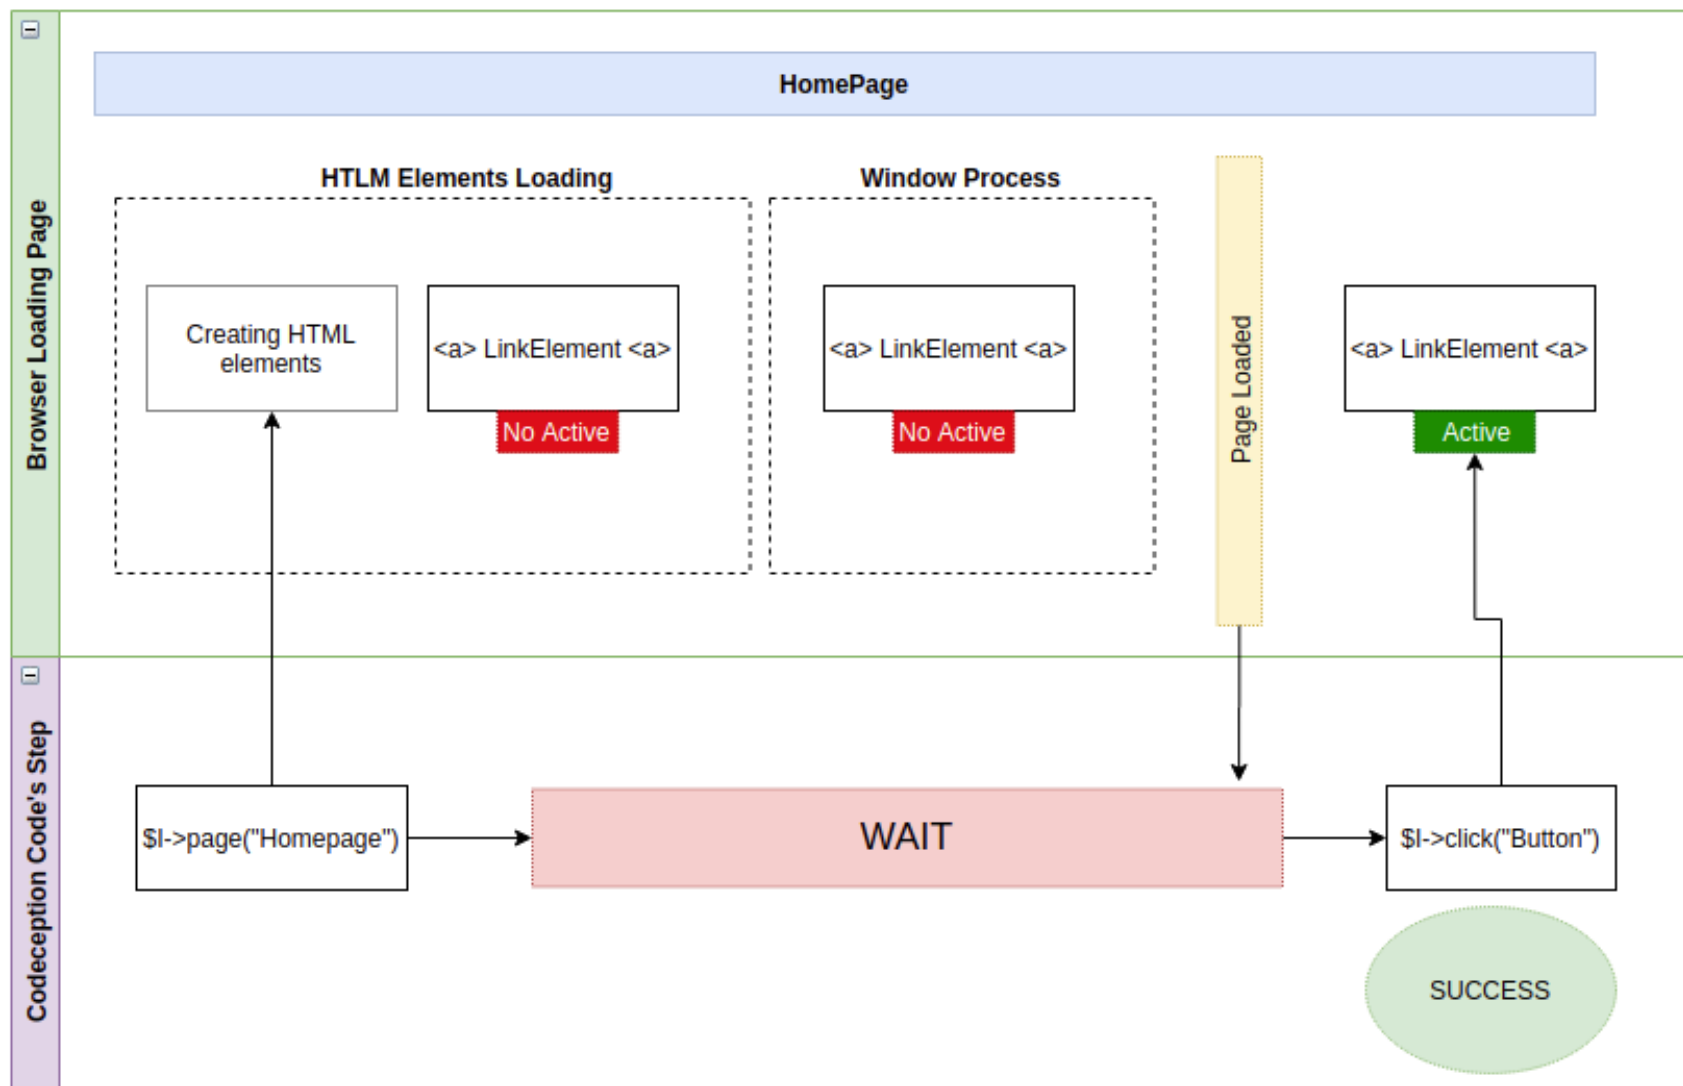 Browser Loading Page
HomePage
HTLM Elements Loading
Window Process
Creating HTML
elements
<a> LinkElement <a>
No Active
<a> LinkElement <a>
No Active
Page Loaded
<a> LinkElement <a>
Active
Codeception Code's Step
$I->page("Homepage")
WAIT
$I->click("Button")
SUCCESS